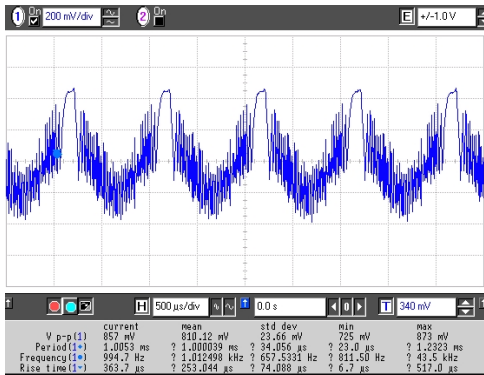 1 On 200 mV/div 2 On E +/-1.0 V
H 500 µs/div 0.0 s 0 T 340 mV
current mean std dev min max
V p-p(1) 857 mV 810.12 mV 23.66 mV 725 mV 873 mV
Period(1) 1.0053 ms ? 1.000039 ms ? 34.056 µs ? 23.0 µs ? 1.2323 ms
Frequency(1) 994.7 Hz ? 1.012498 kHz ? 657.5331 Hz ? 811.50 Hz ? 43.5 kHz
Rise time(1) 363.7 µs ? 253.044 µs ? 74.088 µs ? 6.7 µs ? 517.0 µs